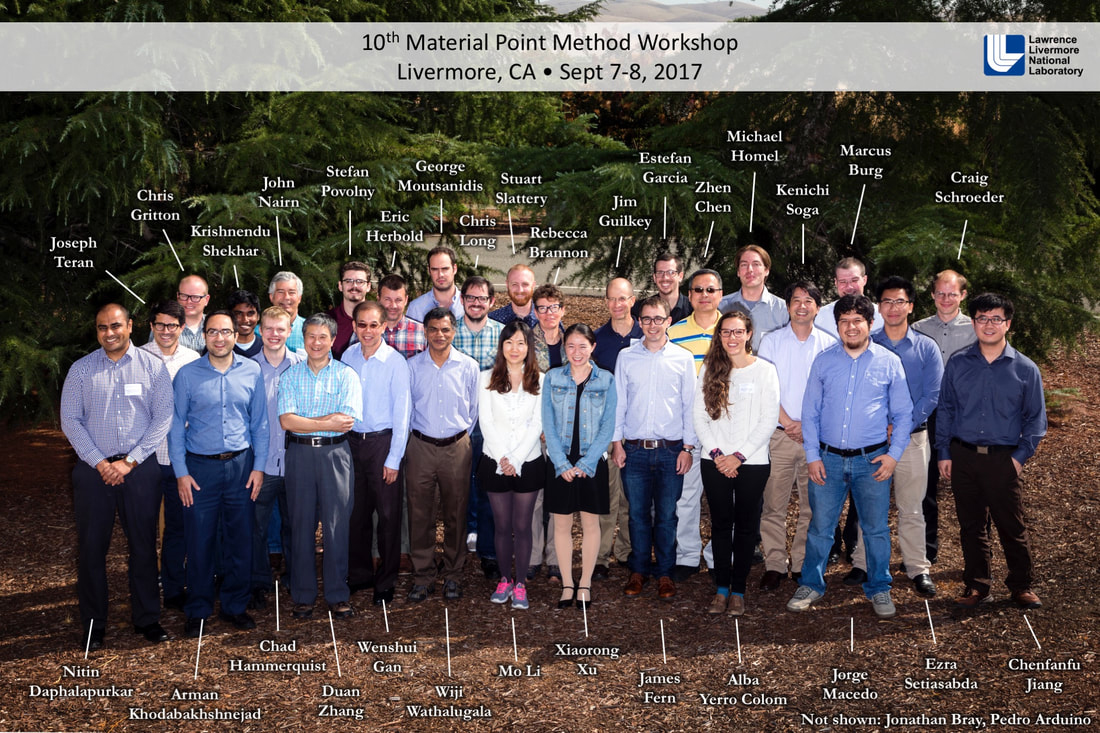 10th Material Point Method Workshop
Livermore, CA • Sept 7-8, 2017
Lawrence
Livermore
National
Laboratory
Joseph
Teran
Chris
Gritton
Krishnendu
Shekhar
John
Nairn
Stefan
Povolny
Eric
Herbold
George
Moutsanidis
Chris
Long
Stuart
Slattery
Rebecca
Brannon
Jim
Guilkey
Estefan
Garcia
Zhen
Chen
Michael
Homel
Kenichi
Soga
Marcus
Burg
Craig
Schroeder
Nitin
Daphalapurkar
Arman
Khodabakhshnejad
Chad
Hammerquist
Duan
Zhang
Wenshui
Gan
Wiji
Wathalugala
Mo Li
Xiaorong
Xu
James
Fern
Alba
Yerro Colom
Jorge
Macedo
Ezra
Setiasabda
Chenfanfu
Jiang
Not shown: Jonathan Bray, Pedro Arduino